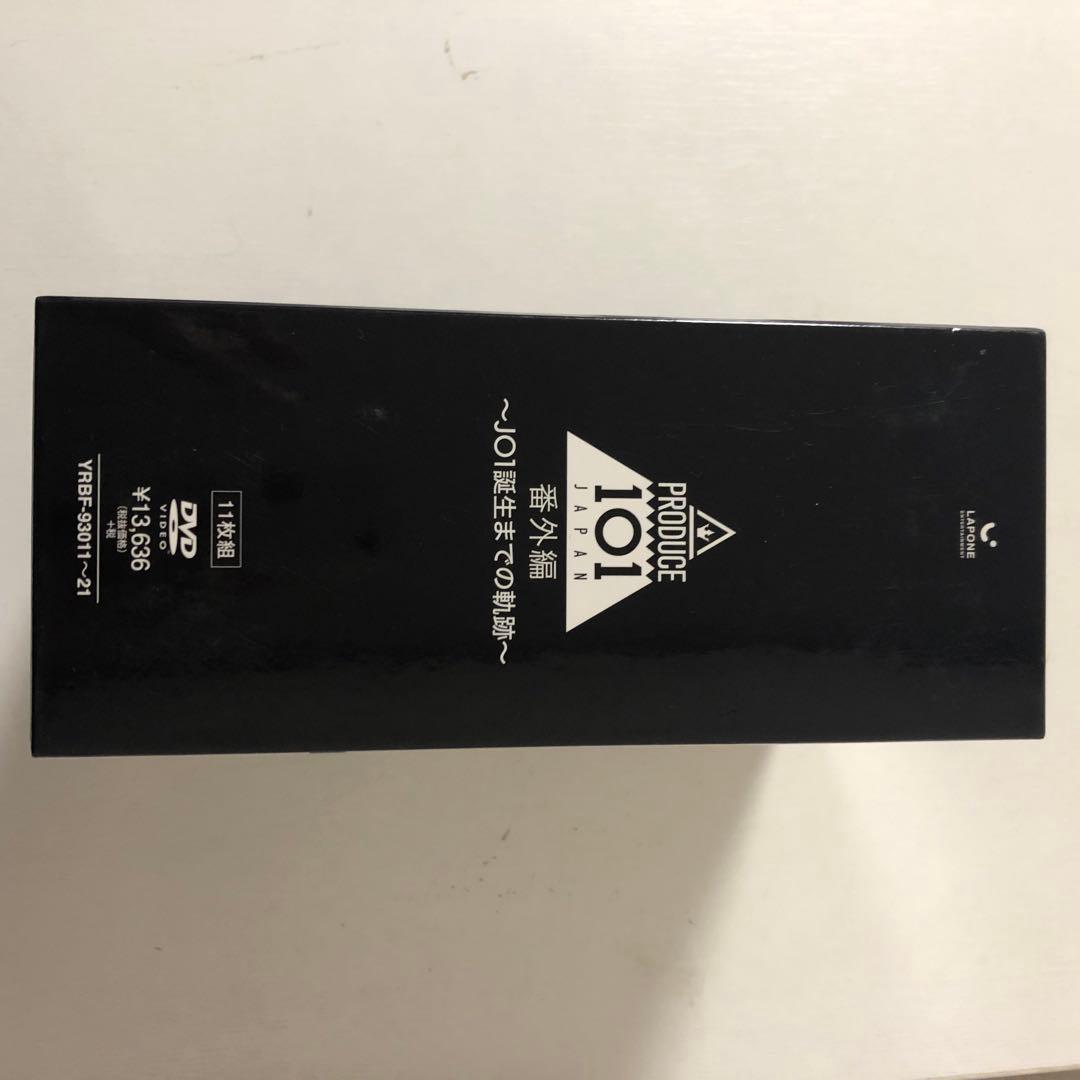 LAPONE
ENTERTAINMENT
PRODUCE
101
JAPAN
番外編
〜JO1誕生までの軌跡〜
11枚組
DVD
VIDEO
¥13,636
(税抜価格)
+税
YRBF-93011〜21